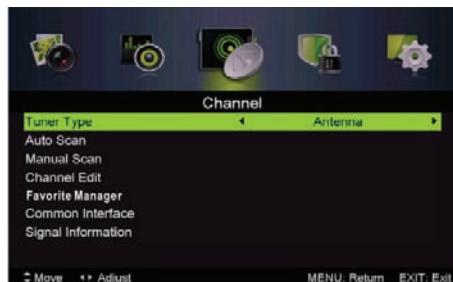 Channel
Tuner Type Antenna
Auto Scan
Manual Scan
Channel Edit
Favorite Manager
Common Interface
Signal Information
Move Adjust MENU: Return EXIT: Exit